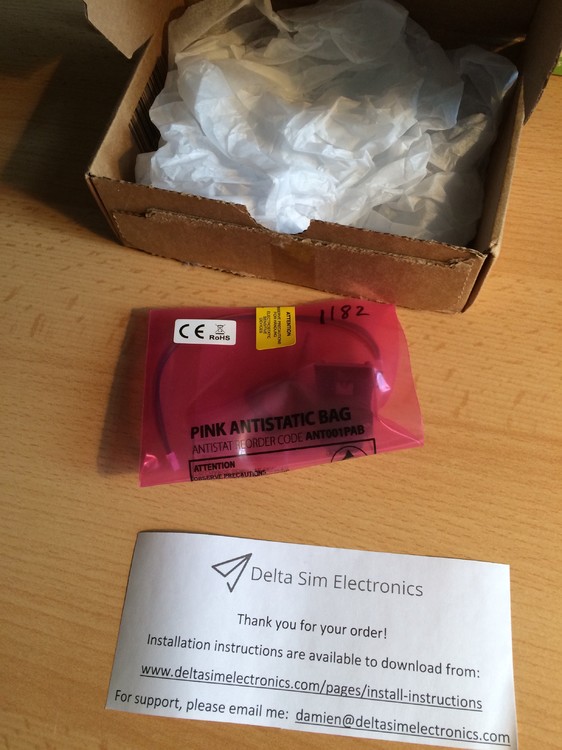 CE RoHS
ATTENTION
1182
PINK ANTISTATIC BAG
ANTISTAT REORDER CODE ANT001PAB
ATTENTION
Delta Sim Electronics
Thank you for your order!
Installation instructions are available to download from:
www.deltasimelectronics.com/pages/install-instructions
For support, please email me: damien@deltasimelectronics.com